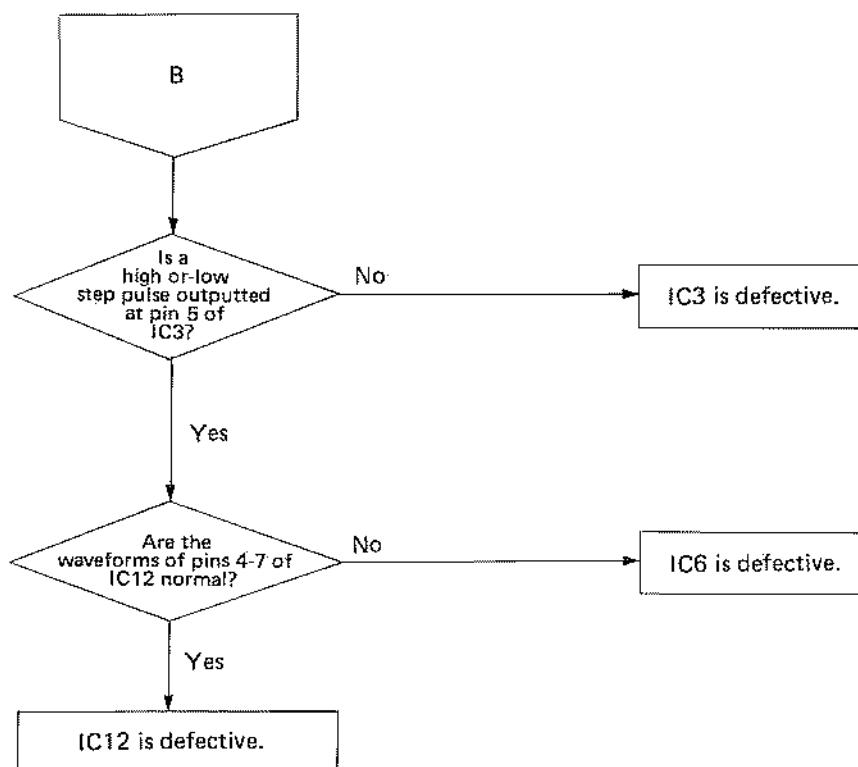 B
Is a
high or-low
step pulse outputted
at pin 5 of
IC3?
No
IC3 is defective.
Yes
Are the
waveforms of pins 4-7 of
IC12 normal?
No
IC6 is defective.
Yes
IC12 is defective.